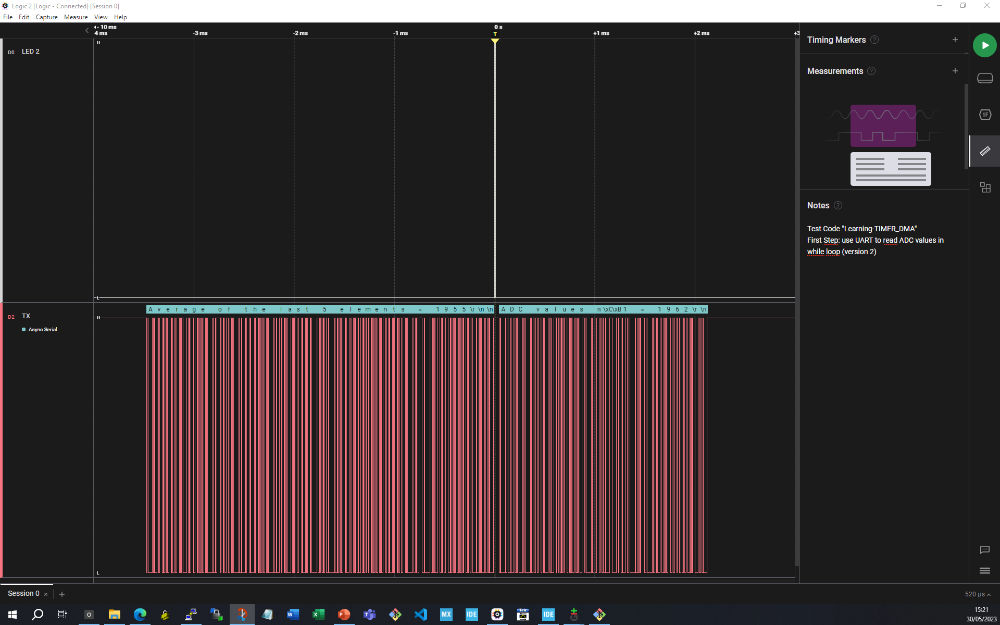 Logic 2 [Logic - Connected] [Session 0]
File Edit Capture Measure View Help
- 10 ms 0 s
-4 ms -3 ms -2 ms -1 ms T +1 ms +2 ms +3
H
D0 LED 2
L
A v e r a g e o f t h e l a s t 5 e l e m e n t s = 1 9 5 5 \r \n \n A D C v a l u e s n \xC\xB 1 = 1 9 6 2 \r \n
D2 TX
H
Async Serial
L
Timing Markers ? +
Measurements ? +
Notes ?
Test Code "Learning-TIMER_DMA"
First Step: use UART to read ADC values in
while loop (version 2)
1F
Session 0 × +
520 µs
MX IDE Tek IDE
15:21
30/05/2023